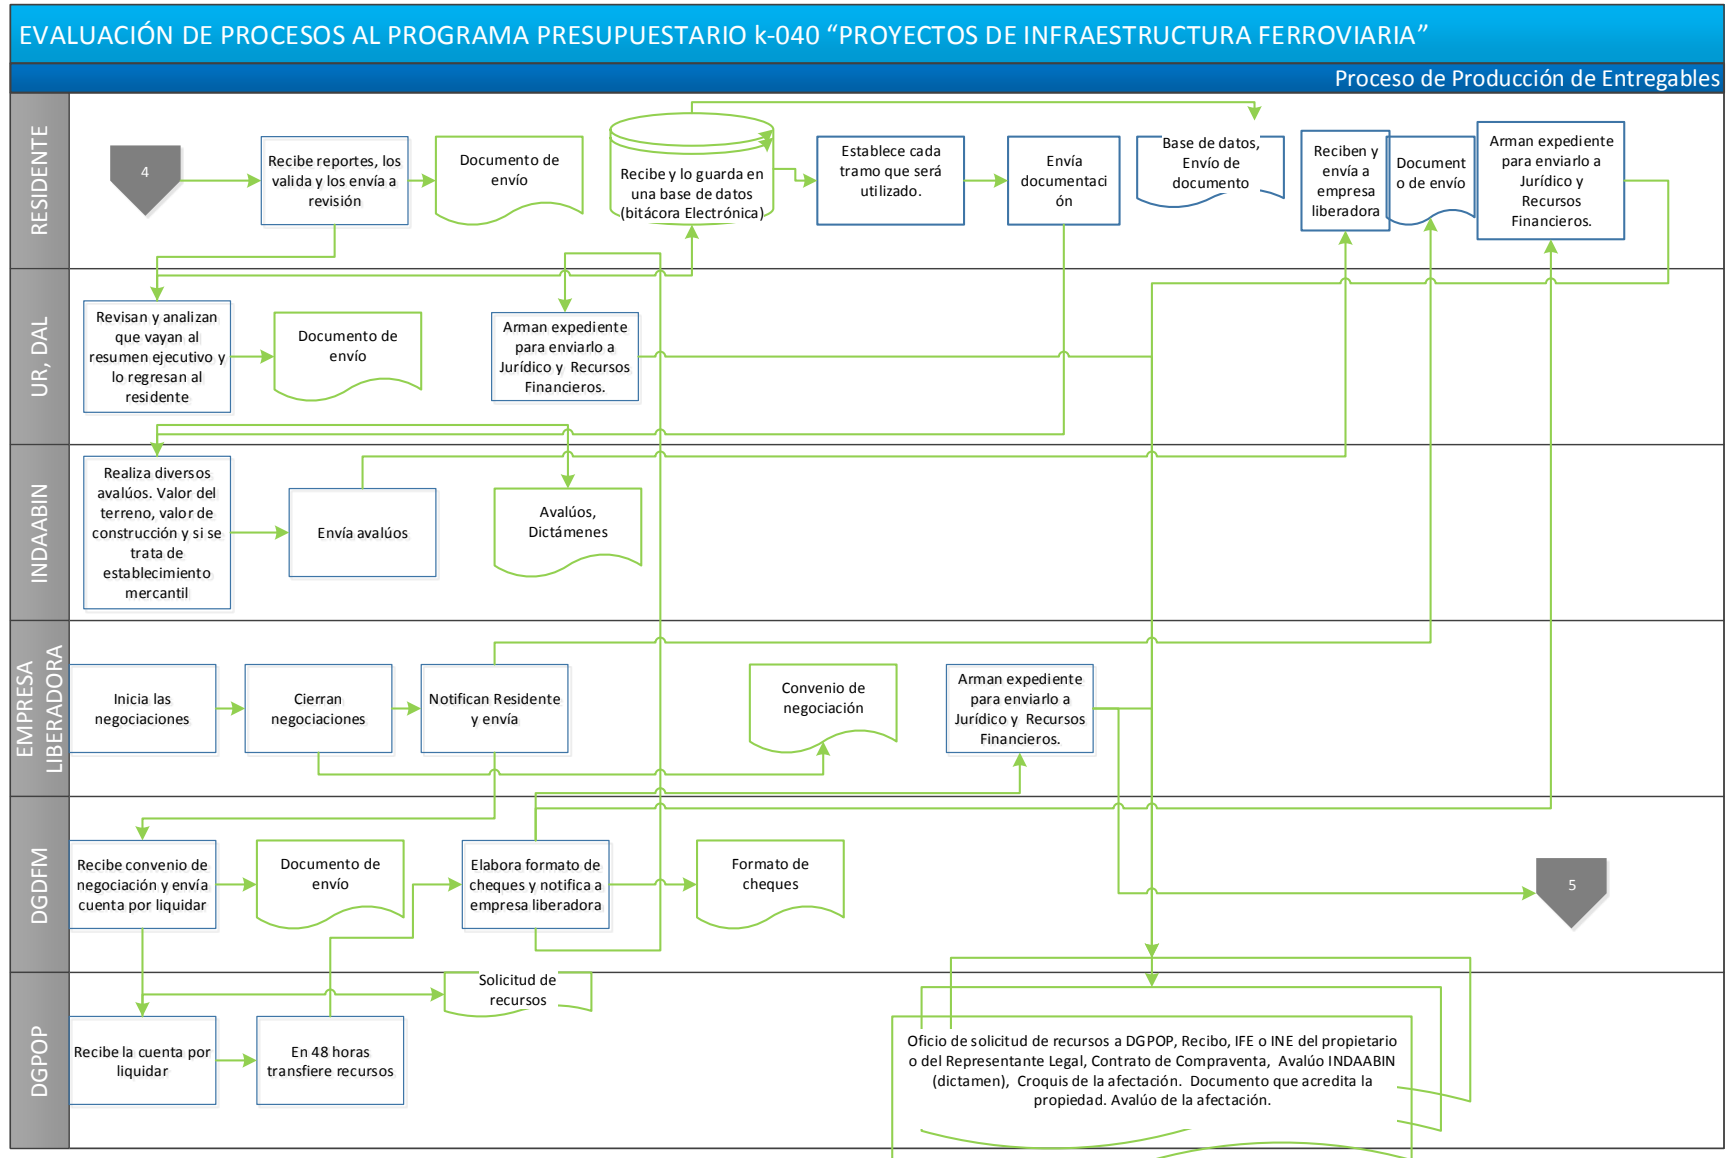 EVALUACIÓN DE PROCESOS AL PROGRAMA PRESUPUESTARIO k-040 “PROYECTOS DE INFRAESTRUCTURA FERROVIARIA”
Proceso de Producción de Entregables
RESIDENTE
4
Recibe reportes, los
valida y los envía a
revisión
Documento de
envío
Recibe y lo guarda en
una base de datos
(bitácora Electrónica)
Establece cada
tramo que será
utilizado.
Envía
documentaci
ón
Base de datos,
Envío de
documento
Reciben y
envía a
empresa
liberadora
Document
o de envío
Arman expediente
para enviarlo a
Jurídico y
Recursos
Financieros.
UR, DAL
Revisan y analizan
que vayan al
resumen ejecutivo y
lo regresan al
residente
Documento de
envío
Arman expediente
para enviarlo a
Jurídico y  Recursos
Financieros.
INDAABIN
Realiza diversos
avalúos. Valor del
terreno, valor de
construcción y si se
trata de
establecimiento
mercantil
Envía avalúos
Avalúos,
Dictámenes
EMPRESA
LIBERADORA
Inicia las
negociaciones
Cierran
negociaciones
Notifican Residente
y envía
Convenio de
negociación
Arman expediente
para enviarlo a
Jurídico y  Recursos
Financieros.
DGDFM
Recibe convenio de
negociación y envía
cuenta por liquidar
Documento de
envío
Elabora formato de
cheques y notifica a
empresa liberadora
Formato de
cheques
5
DGPOP
Recibe la cuenta por
liquidar
En 48 horas
transfiere recursos
Solicitud de
recursos
Oficio de solicitud de recursos a DGPOP, Recibo, IFE o INE del propietario
o del Representante Legal, Contrato de Compraventa,  Avalúo INDAABIN
(dictamen),  Croquis de la afectación.  Documento que acredita la
propiedad. Avalúo de la afectación.